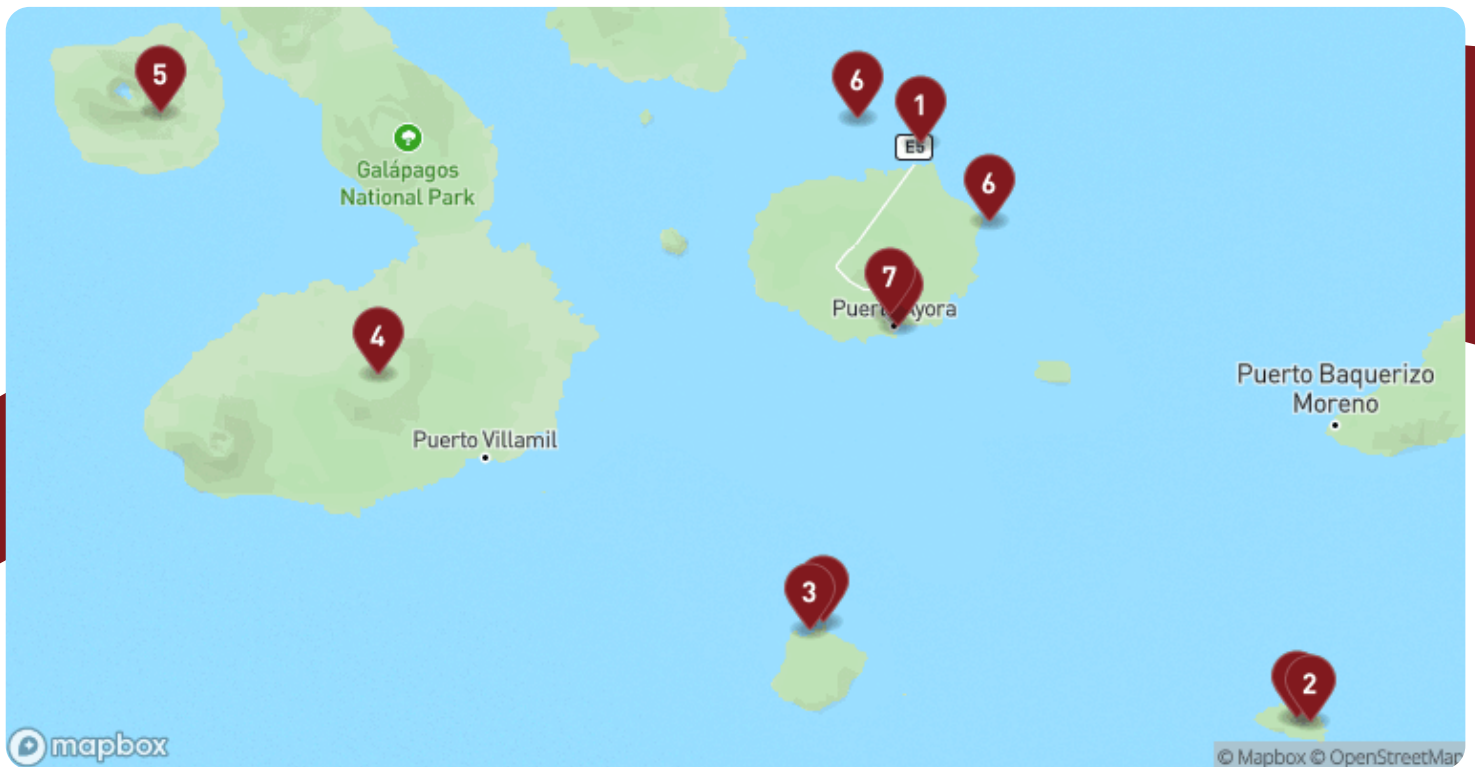 5
6
1
E5
Galápagos
National Park
6
7
Puerto Ayora
4
Puerto Baquerizo
Moreno
Puerto Villamil
3
2
mapbox
© Mapbox © OpenStreetMap